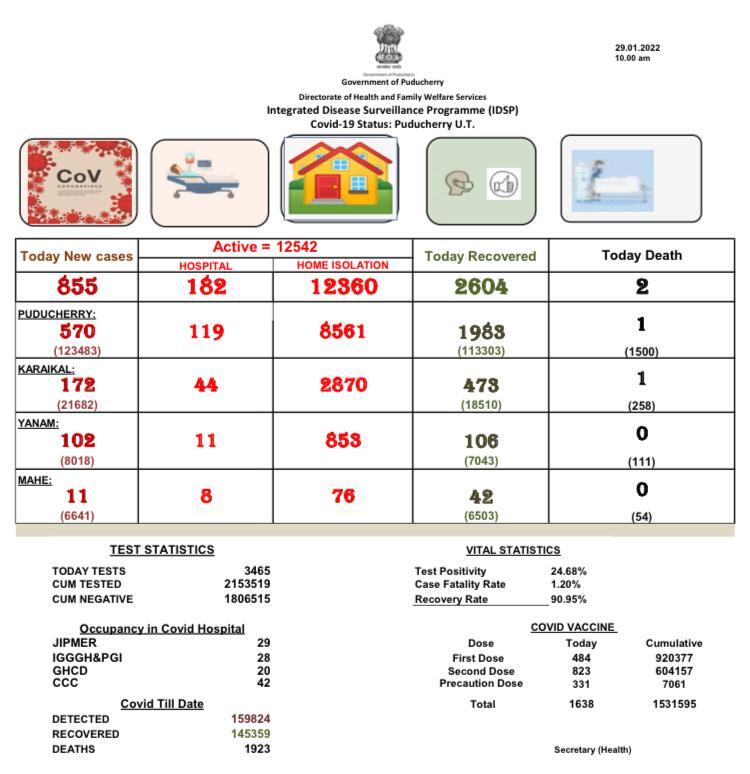 29.01.2022
10.00 am
Government of Puducherry
Government of Puducherry
Directorate of Health and Family Welfare Services
Integrated Disease Surveillance Programme (IDSP)
Covid-19 Status: Puducherry U.T.
CoV
CORONAVIRUS
Today New cases
Active = 12542
HOSPITAL HOME ISOLATION
Today Recovered
Today Death
855 182 12360 2604 2
PUDUCHERRY:
570 119 8561 1983 1
(123483) (113303) (1500)
KARAIKAL:
172 44 2870 473 1
(21682) (18510) (258)
YANAM:
102 11 853 106 0
(8018) (7043) (111)
MAHE:
11 8 76 42 0
(6641) (6503) (54)
TEST STATISTICS
TODAY TESTS 3465
CUM TESTED 2153519
CUM NEGATIVE 1806515
VITAL STATISTICS
Test Positivity 24.68%
Case Fatality Rate 1.20%
Recovery Rate 90.95%
Occupancy in Covid Hospital
JIPMER 29
IGGGH&PGI 28
GHCD 20
CCC 42
COVID VACCINE
Dose Today Cumulative
First Dose 484 920377
Second Dose 823 604157
Precaution Dose 331 7061
Total 1638 1531595
Covid Till Date
DETECTED 159824
RECOVERED 145359
DEATHS 1923
Secretary (Health)